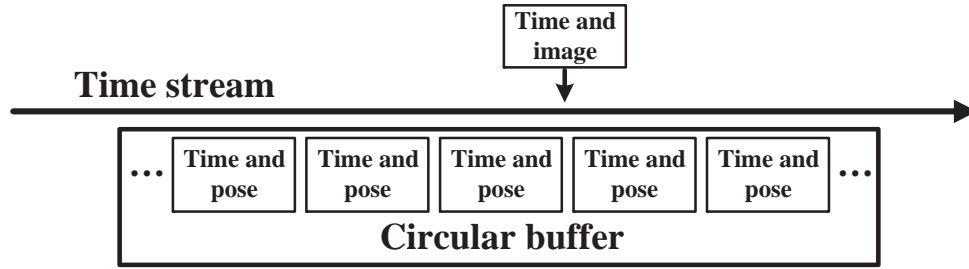 Time and
image
Time stream
... Time and Time and Time and Time and Time and ...
pose pose pose pose pose
Circular buffer